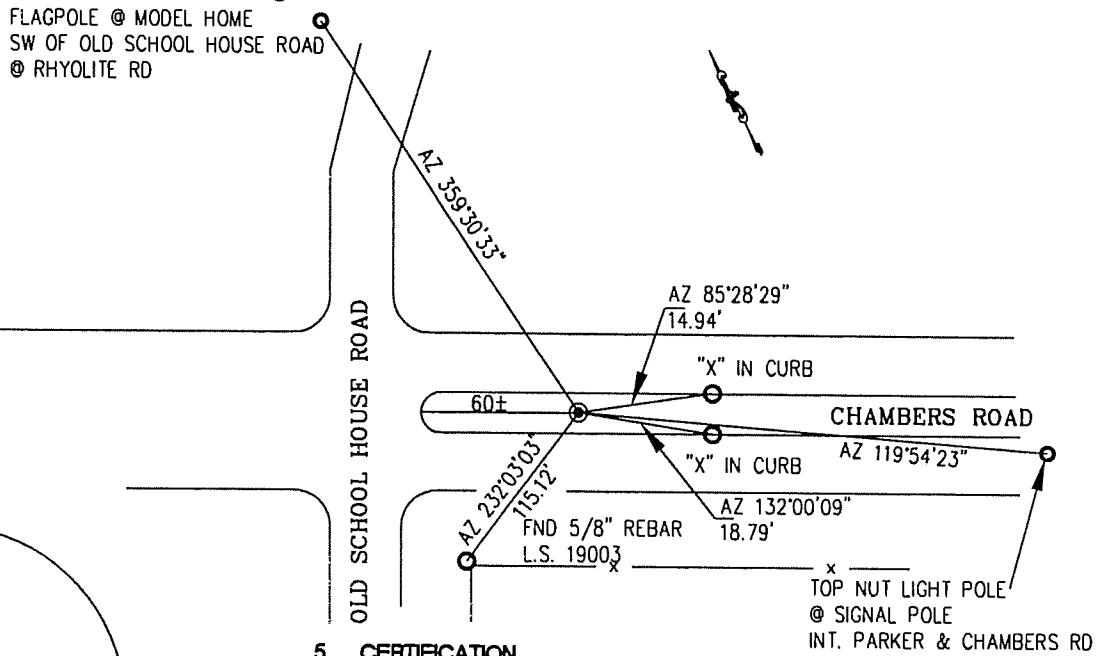 FLAGPOLE @ MODEL HOME
SW OF OLD SCHOOL HOUSE ROAD
@ RHYOLITE RD
AZ 359°30'33"
AZ 85°28'29"
14.94'
"X" IN CURB
60±
CHAMBERS ROAD
AZ 119°54'23"
"X" IN CURB
AZ 132°00'09"
18.79'
AZ 232°03'03"
115.12'
OLD SCHOOL HOUSE ROAD
FND 5/8" REBAR
L.S. 19003
x x
TOP NUT LIGHT POLE
@ SIGNAL POLE
INT. PARKER & CHAMBERS RD
5 CERTIFICATION